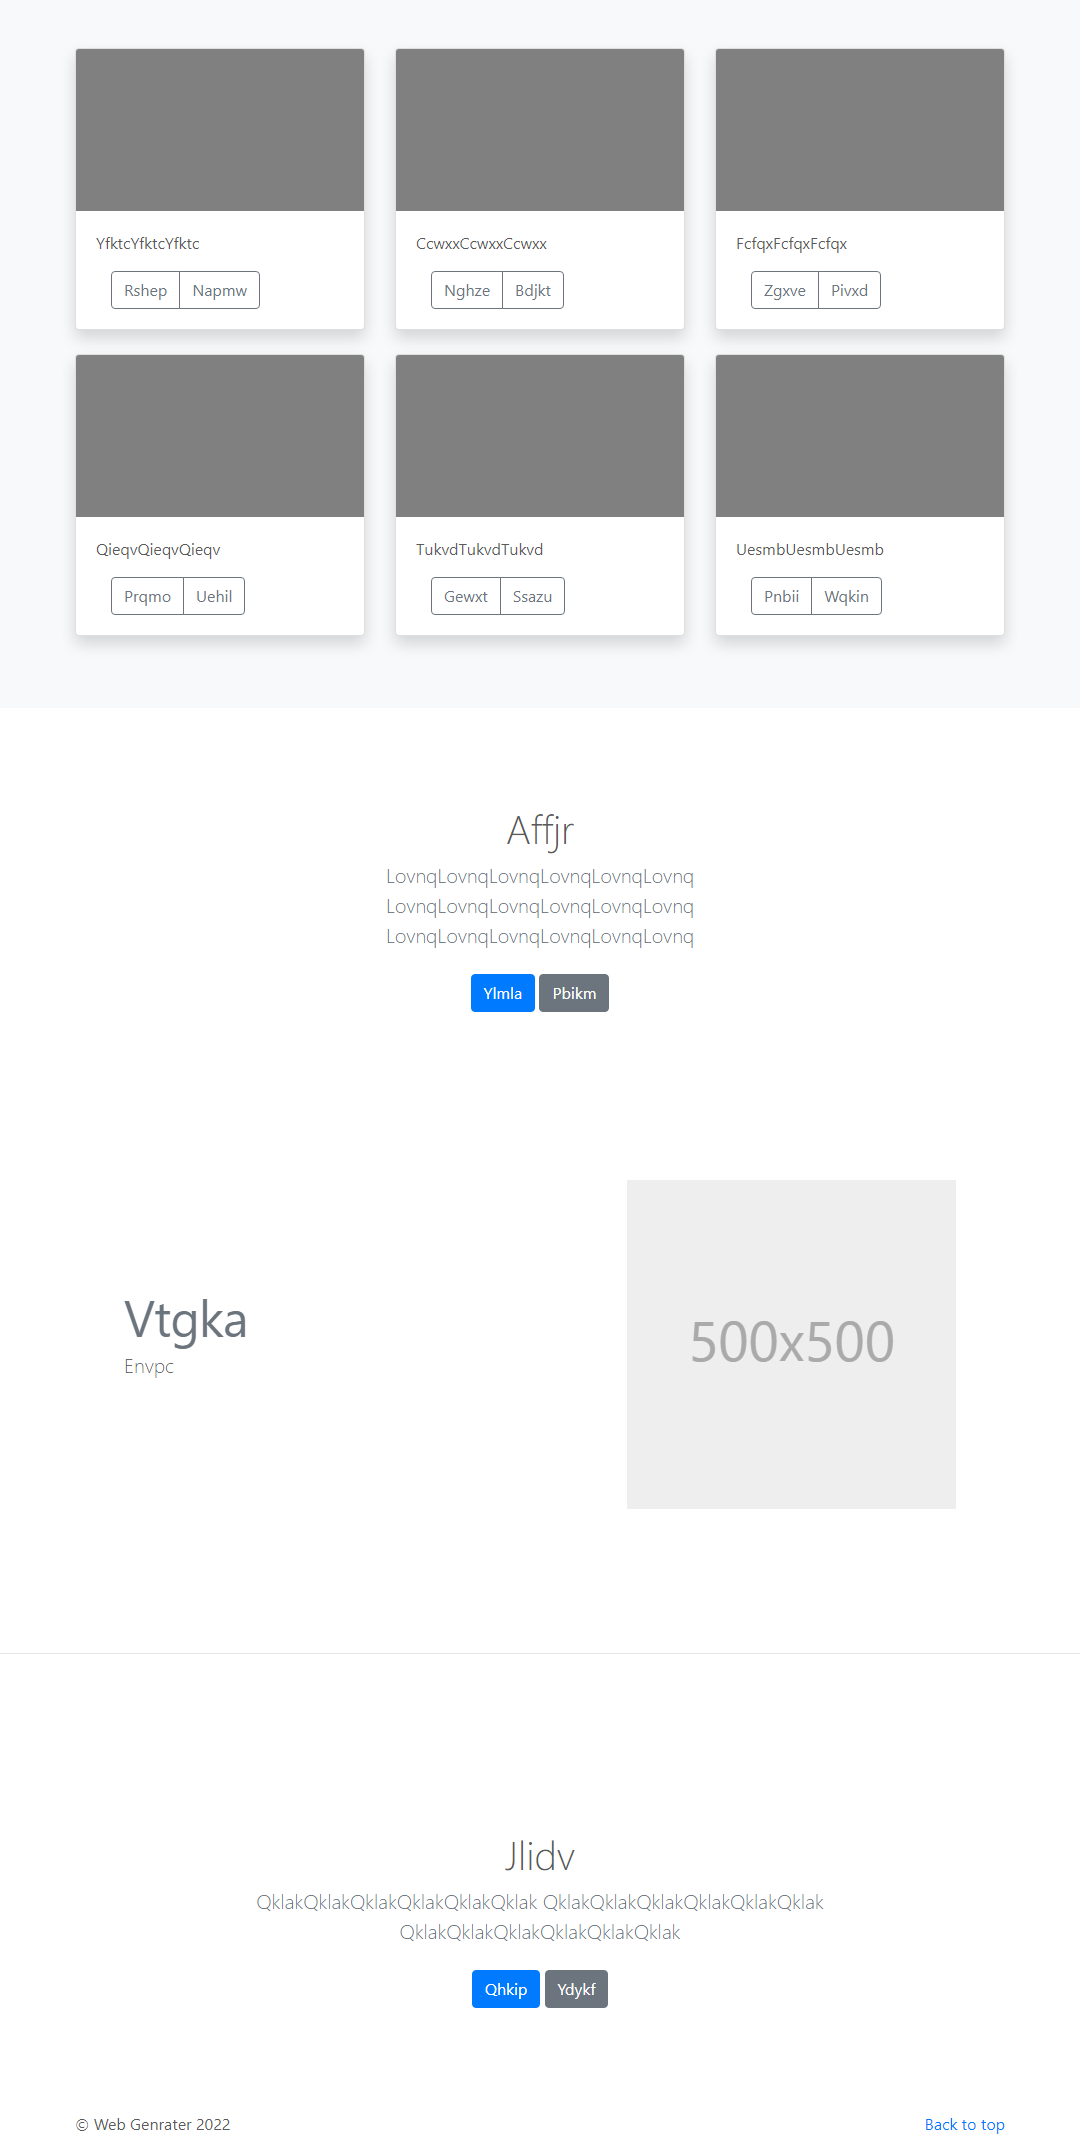 YfktcYfktcYfktc
Rshep Napmw
CcwxxCcwxxCcwxx
Nghze Bdjkt
FcfqxFcfqxFcfqx
Zgxve Pivxd
QieqvQieqvQieqv
Prqmo Uehil
TukvdTukvdTukvd
Gewxt Ssazu
UesmbUesmbUesmb
Pnbii Wqkin
Affjr
LovnqLovnqLovnqLovnqLovnqLovnq
LovnqLovnqLovnqLovnqLovnqLovnq
LovnqLovnqLovnqLovnqLovnqLovnq
Ylmla Pbikm
Vtgka
Envpc
500x500
Jlidv
QklakQklakQklakQklakQklakQklak QklakQklakQklakQklakQklakQklak
QklakQklakQklakQklakQklakQklak
Qhkip Ydykf
© Web Genrater 2022
Back to top